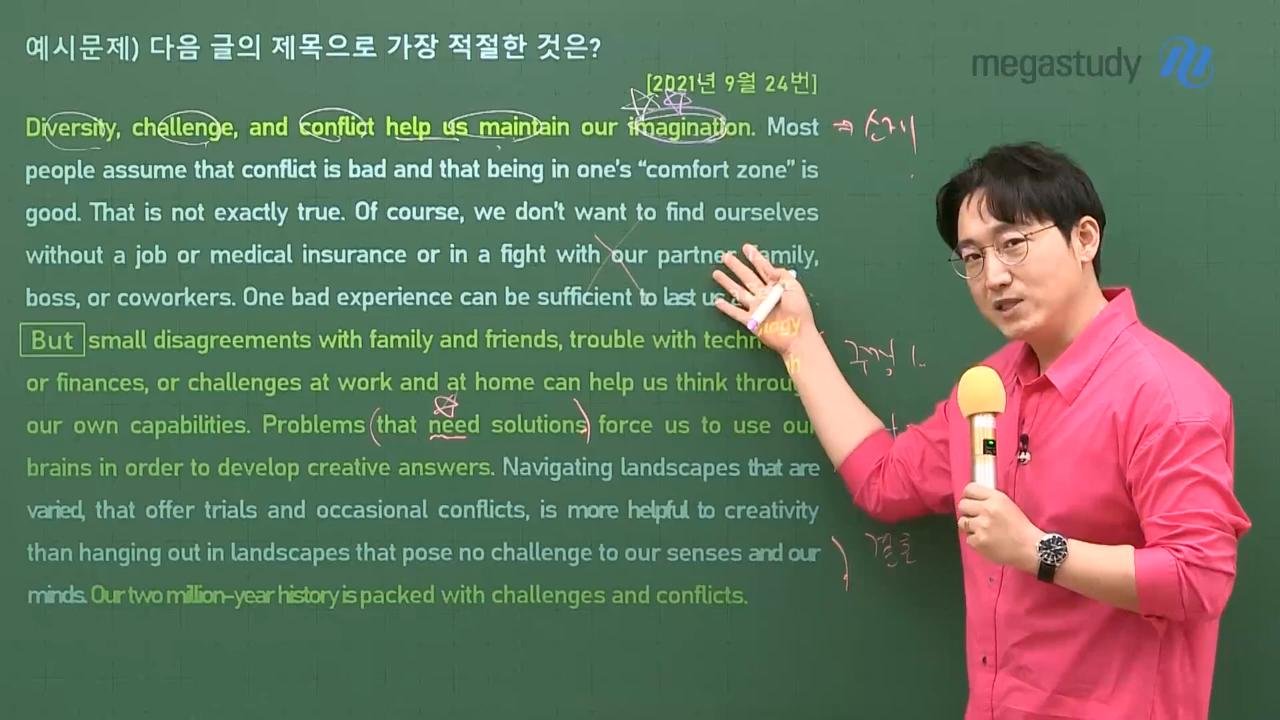 예시문제) 다음 글의 제목으로 가장 적절한 것은?
megastudy
[2021년 9월 24번]
Diversity, challenge, and conflict help us maintain our imagination. Most
people assume that conflict is bad and that being in one's “comfort zone” is
good. That is not exactly true. Of course, we don't want to find ourselves
without a job or medical insurance or in a fight with our partner, family,
boss, or coworkers. One bad experience can be sufficient to last us
But small disagreements with family and friends, trouble with technology
or finances, or challenges at work and at home can help us think through
our own capabilities. Problems (that need solutions) force us to use our
brains in order to develop creative answers. Navigating landscapes that are
varied, that offer trials and occasional conflicts, is more helpful to creativity
than hanging out in landscapes that pose no challenge to our senses and our
minds. Our two million-year history is packed with challenges and conflicts.